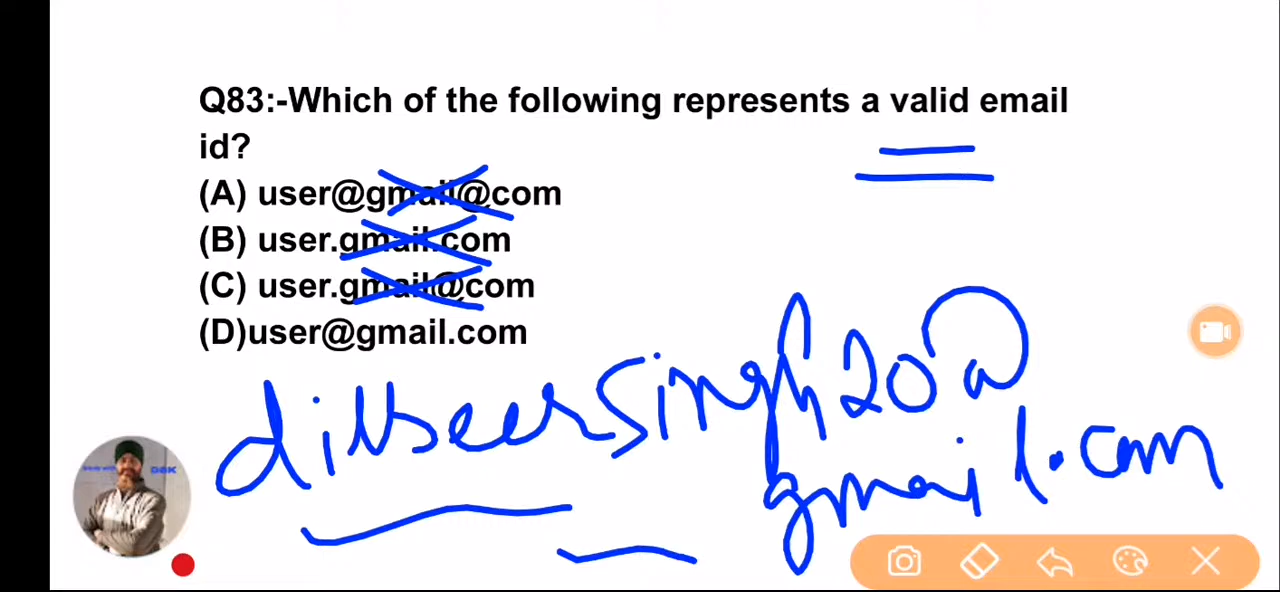 Q83:-Which of the following represents a valid email
id?
(A) user@gmail@com
(B) user.gmail.com
(C) user.gmail@com
(D)user@gmail.com
dilbeersingh20@
gmail.com